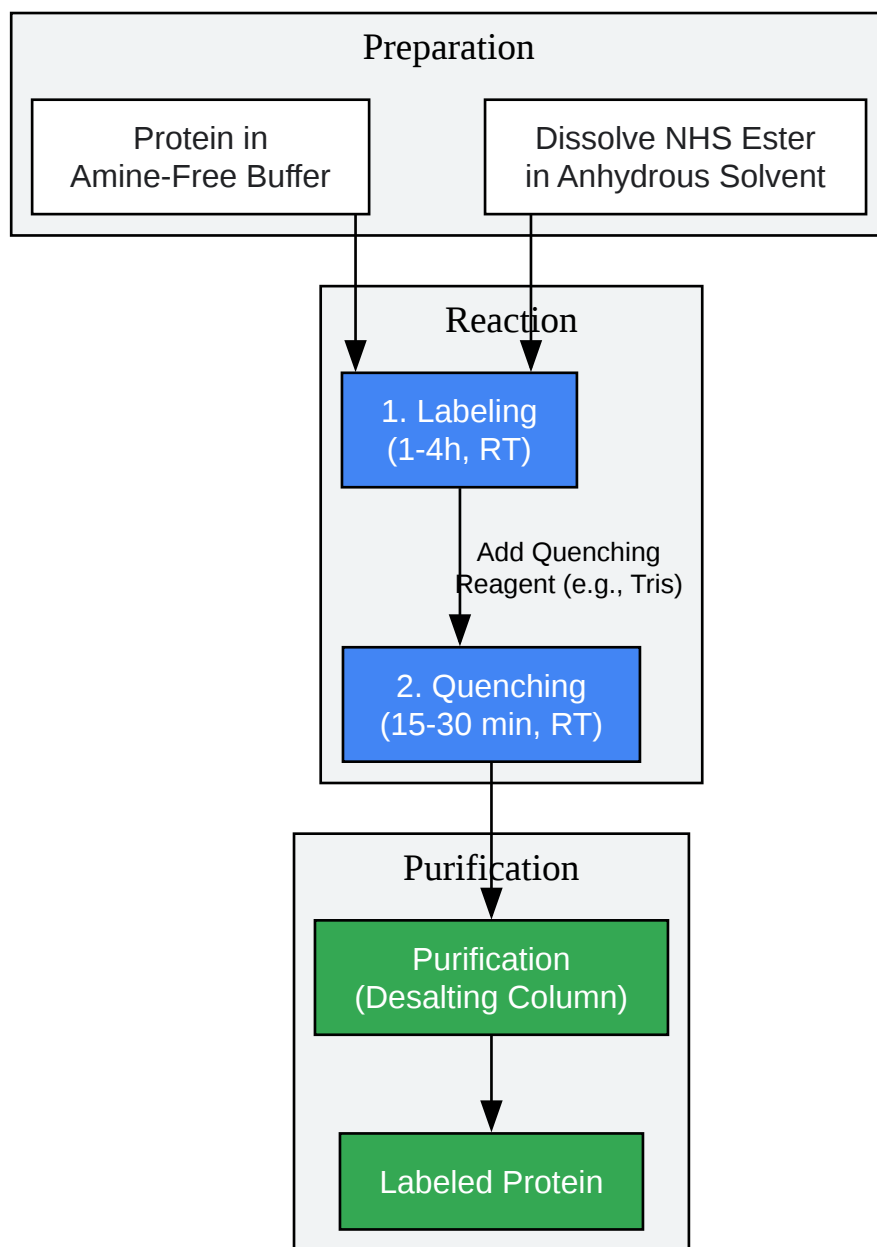 Preparation
Protein in
Amine-Free Buffer
Dissolve NHS Ester
in Anhydrous Solvent
Reaction
1. Labeling
(1-4h, RT)
Add Quenching
Reagent (e.g., Tris)
2. Quenching
(15-30 min, RT)
Purification
Purification
(Desalting Column)
Labeled Protein